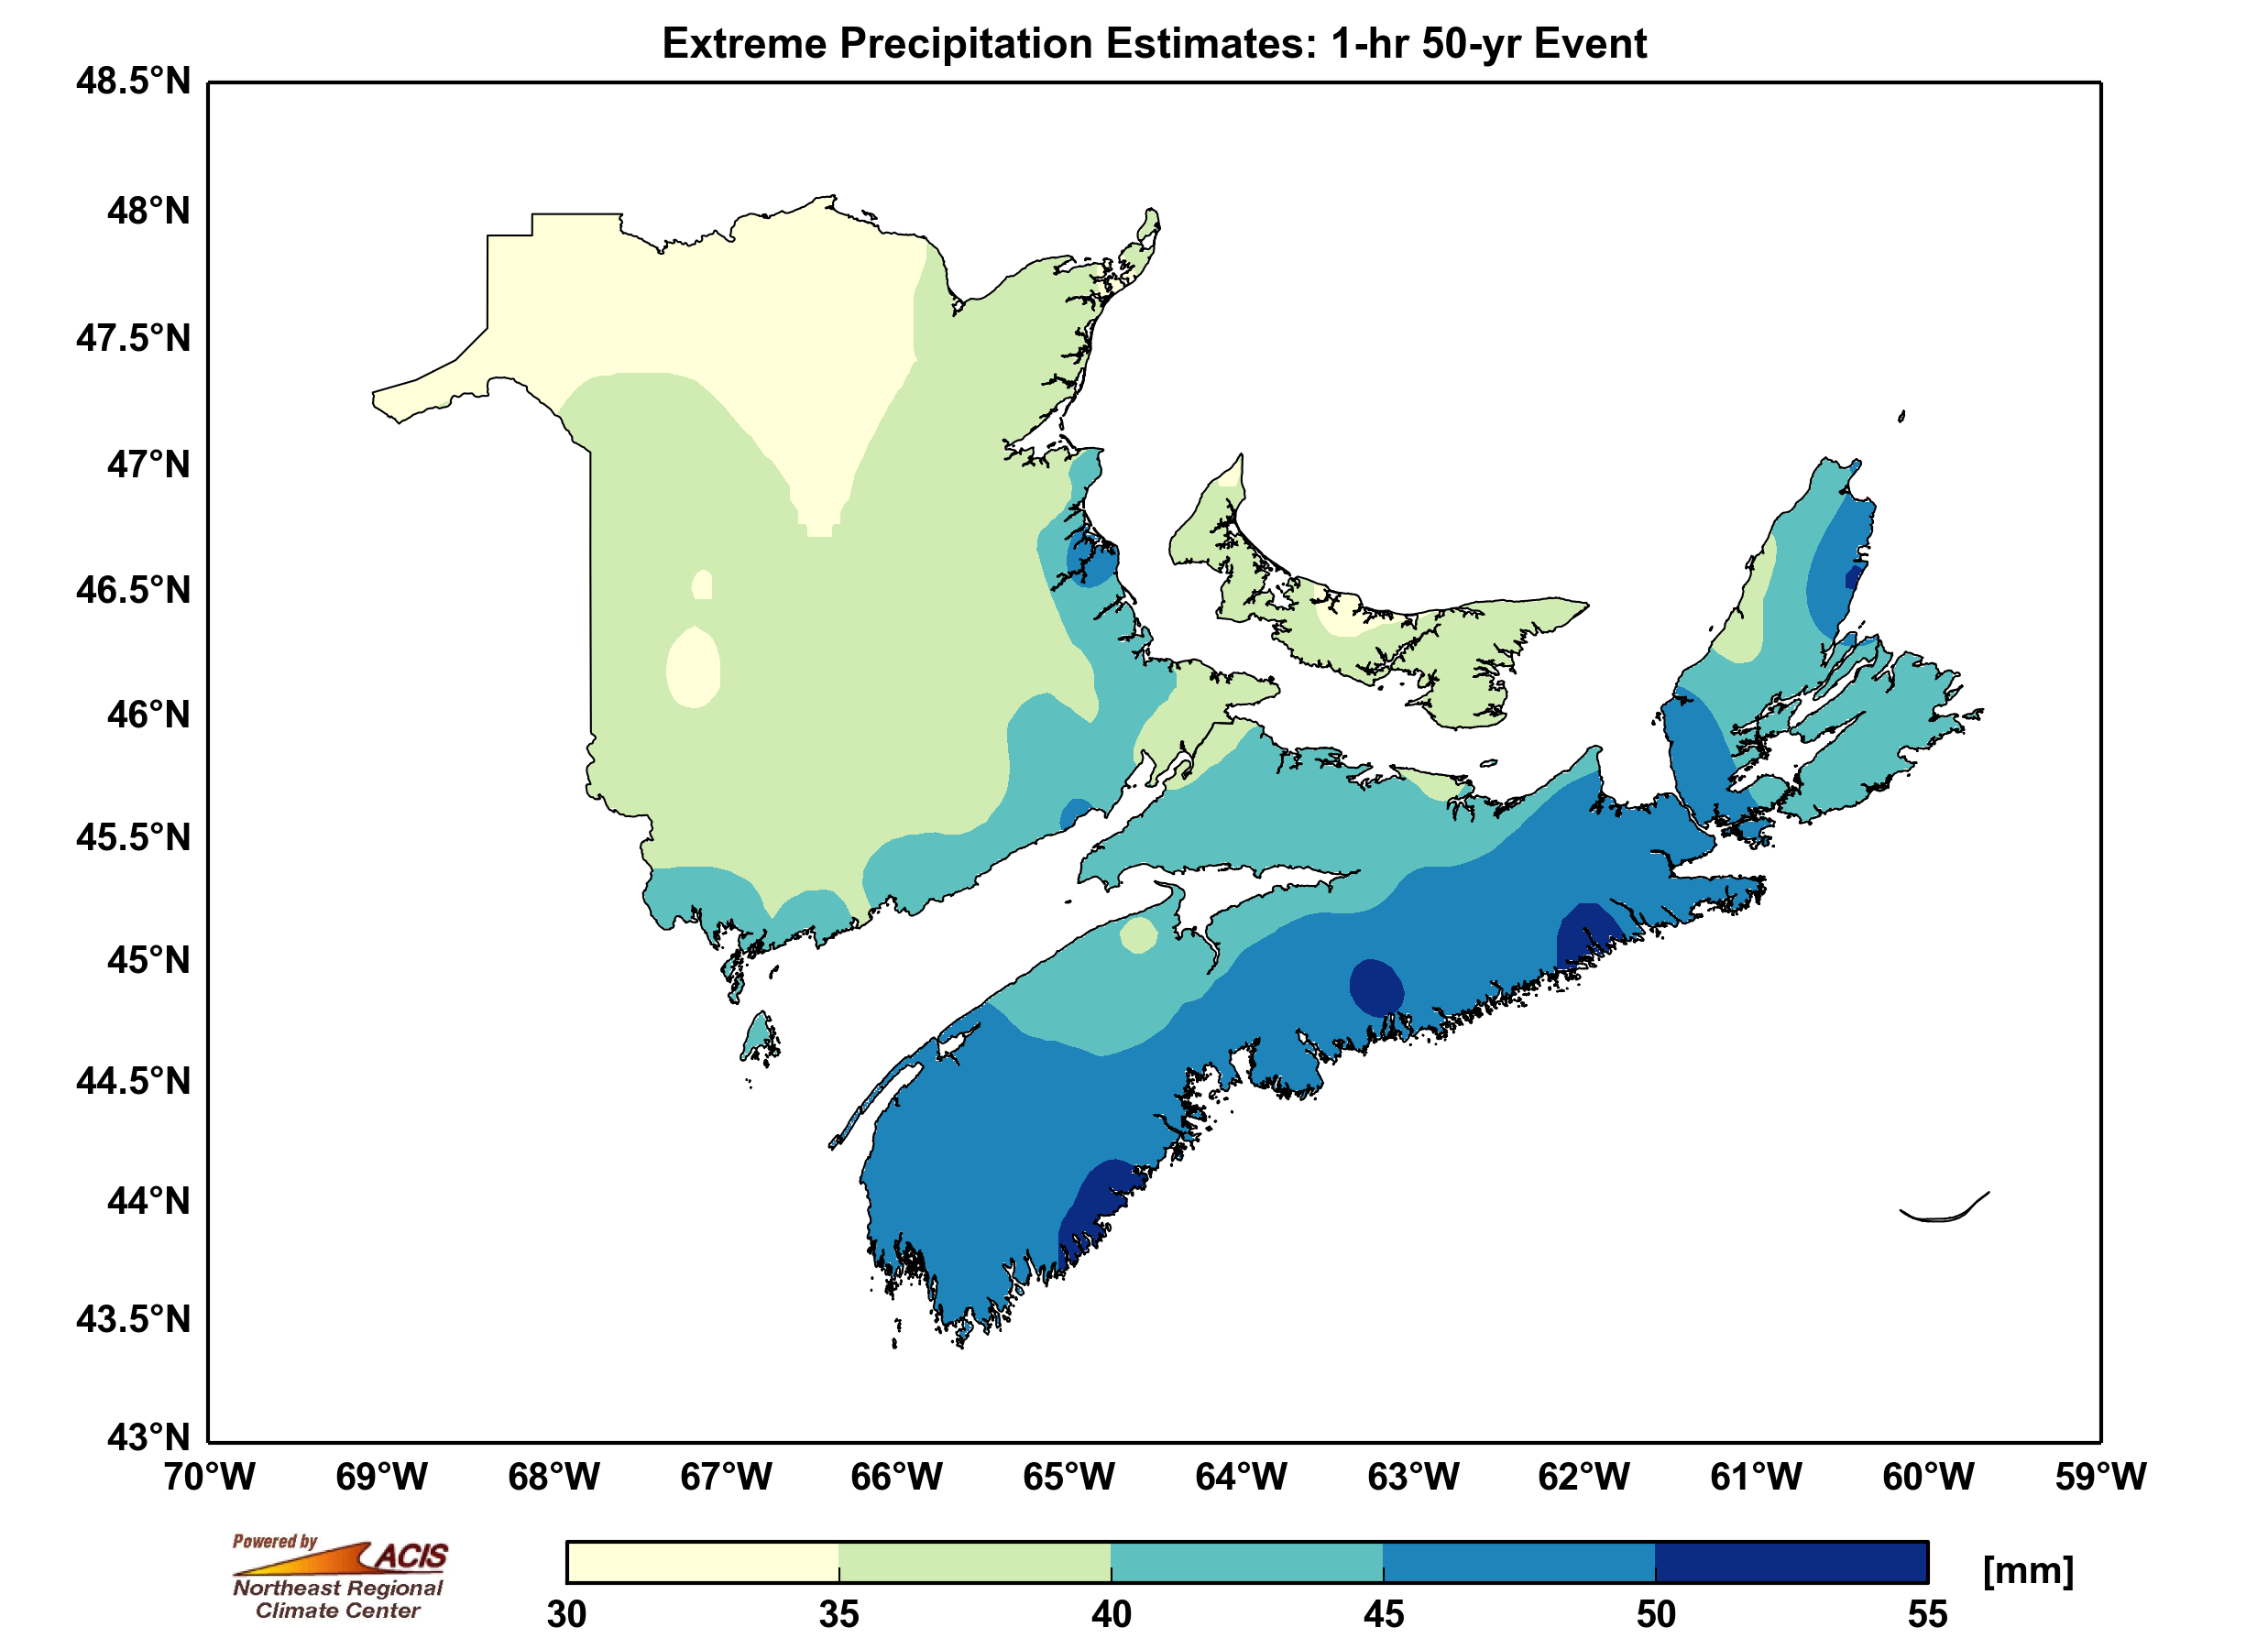 Extreme Precipitation Estimates: 1-hr 50-yr Event
48.5°N
48°N
47.5°N
47°N
46.5°N
46°N
45.5°N
45°N
44.5°N
44°N
43.5°N
43°N
70°W 69°W 68°W 67°W 66°W 65°W 64°W 63°W 62°W 61°W 60°W 59°W
Powered by
ACIS
Northeast Regional
Climate Center
[mm]
30 35 40 45 50 55